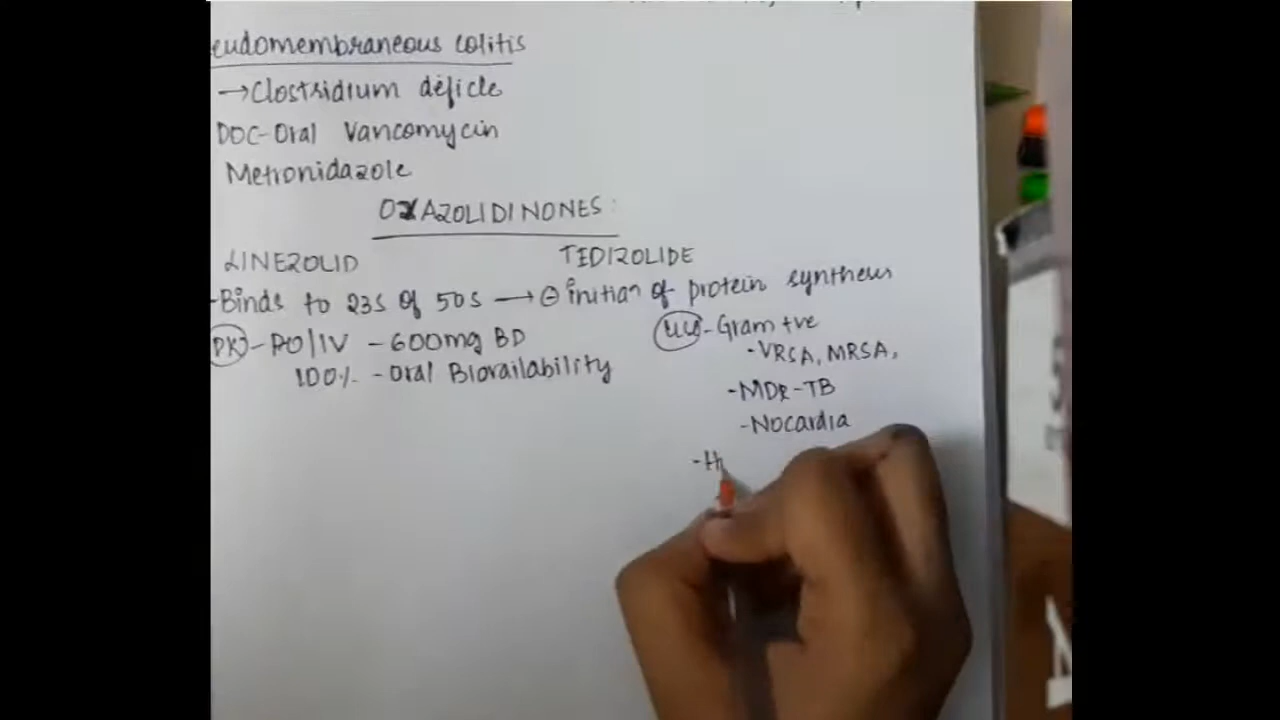 eudomembraneous colitis
→Clostridium deficle
DOC-Oral Vancomycin
Metronidazole
OXAZOLIDINONES:
LINEZOLID
TEDIZOLIDE
-Binds to 23S of 50S → ⊖ initian of protein synthesis
PK -PO/IV - 600mg BD
100% - Oral Bioavailability
-Gram +ve
-VRSA, MRSA,
-MDR-TB
-Nocardia